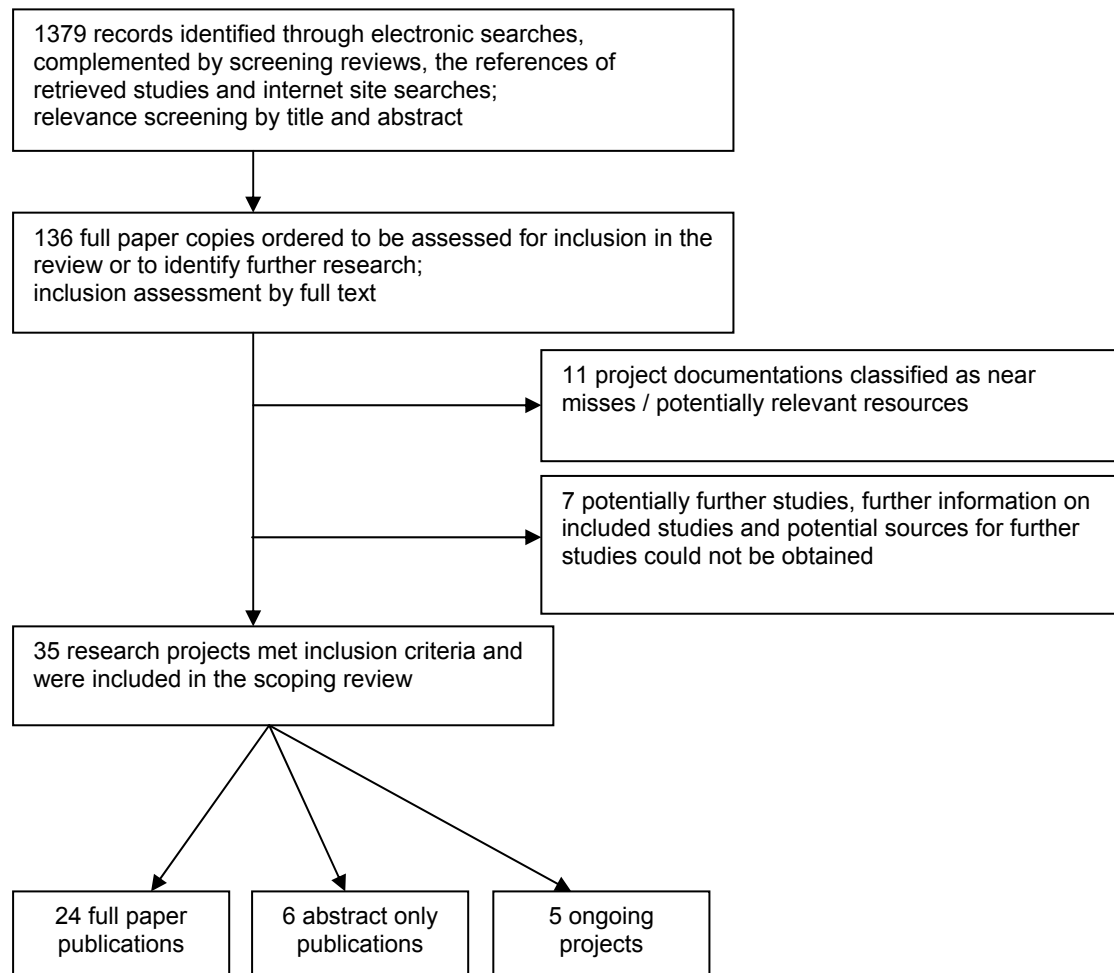 1379 records identified through electronic searches,
complemented by screening reviews, the references of
retrieved studies and internet site searches;
relevance screening by title and abstract
136 full paper copies ordered to be assessed for inclusion in the
review or to identify further research;
inclusion assessment by full text
11 project documentations classified as near
misses / potentially relevant resources
7 potentially further studies, further information on
included studies and potential sources for further
studies could not be obtained
35 research projects met inclusion criteria and
were included in the scoping review
24 full paper
publications
6 abstract only
publications
5 ongoing
projects